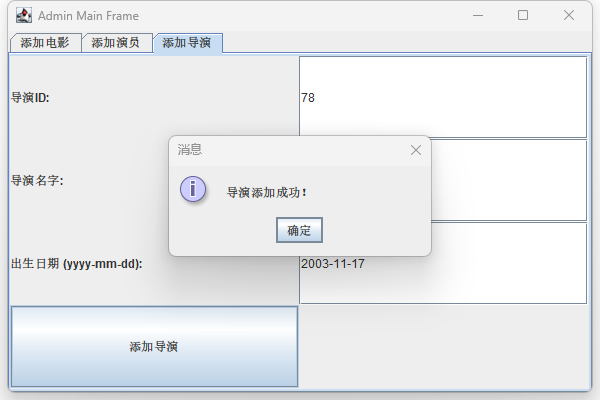 Admin Main Frame
添加电影 添加演员 添加导演
导演ID:
78
消息
导演添加成功！
导演名字:
确定
出生日期 (yyyy-mm-dd):
2003-11-17
添加导演